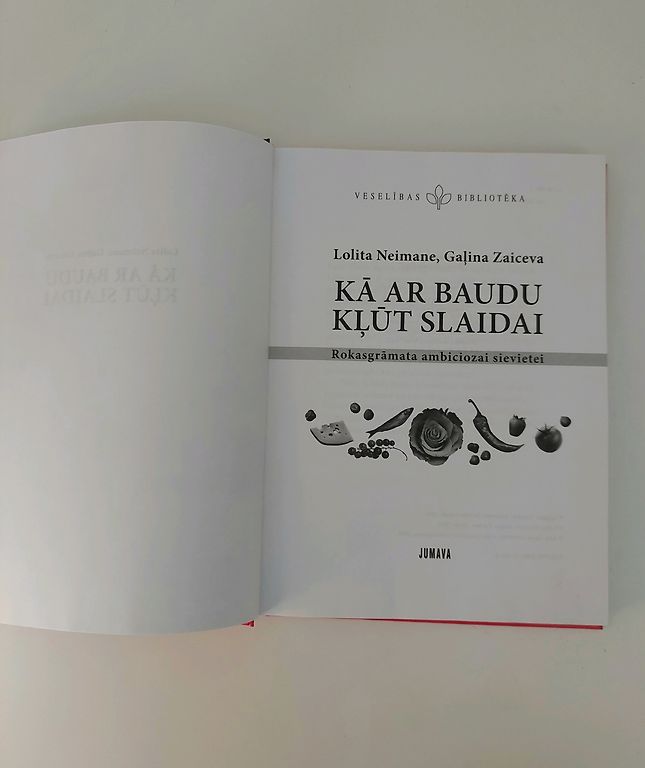 VESELĪBAS BIBLIOTĒKA
Lolita Neimane, Gaļina Zaiceva
KĀ AR BAUDU
KĻŪT SLAIDAI
Rokasgrāmata ambiciozai sievietei
JUMAVA